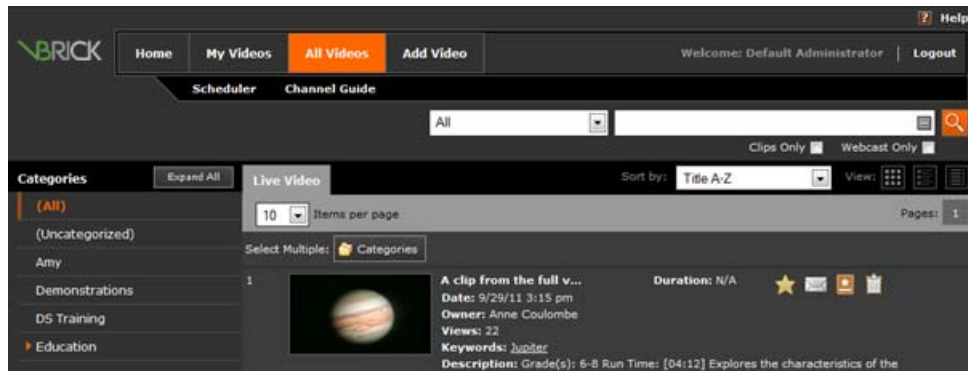 Help
VBRICK
Home My Videos All Videos Add Video Welcome: Default Administrator | Logout
Scheduler Channel Guide
All
Clips Only Webcast Only
Categories Expand All Live Video Sort by: Title A-Z View:
(All)
10 Items per page Pages: 1
(Uncategorized)
Select Multiple: Categories
Amy
Demonstrations
DS Training
Education
1 A clip from the full v... Duration: N/A
Date: 9/29/11 3:15 pm
Owner: Anne Coulombe
Views: 22
Keywords: Jupiter
Description: Grade(s): 6-8 Run Time: [04:12] Explores the characteristics of the